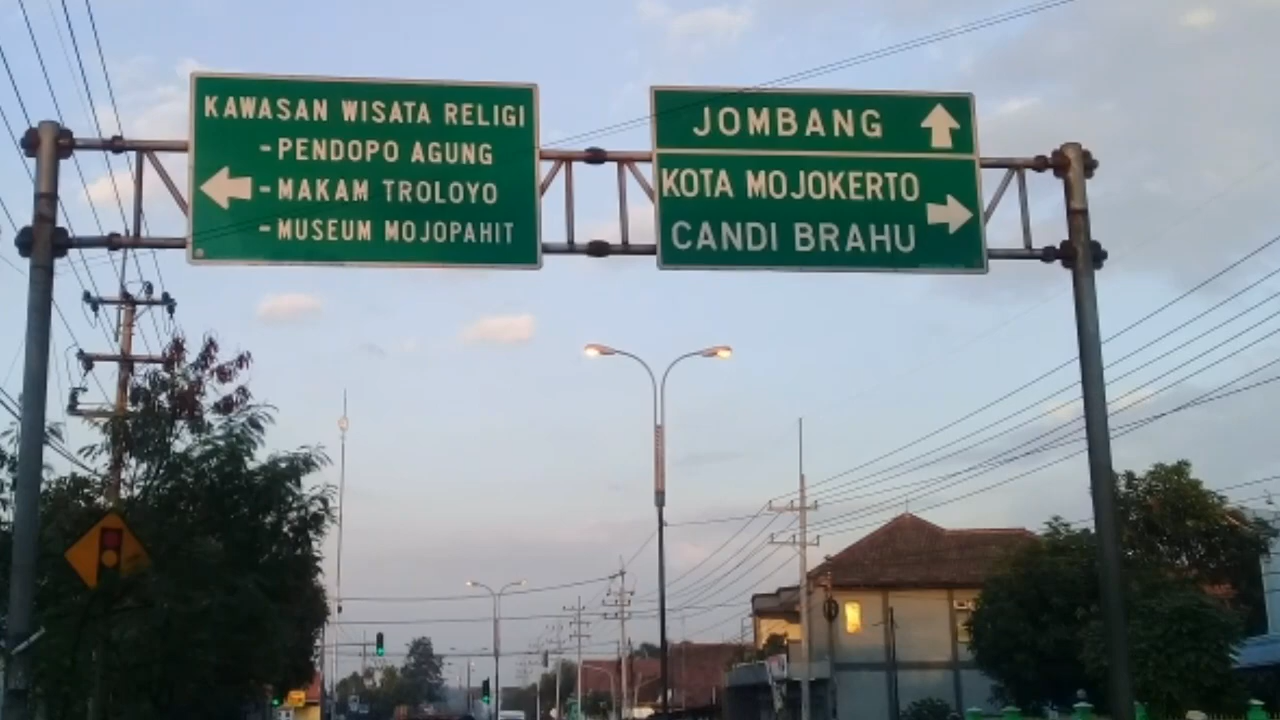 KAWASAN WISATA RELIGI
-PENDOPO AGUNG
-MAKAM TROLOYO
-MUSEUM MOJOPAHIT
JOMBANG
KOTA MOJOKERTO
CANDI BRAHU